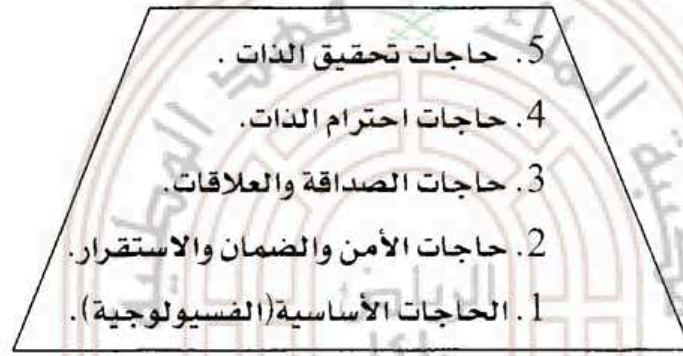 5. حاجات تحقيق الذات .
4. حاجات احترام الذات.
3. حاجات الصداقة والعلاقات.
2. حاجات الأمن والضمان والاستقرار.
1. الحاجات الأساسية(الفسيولوجية).